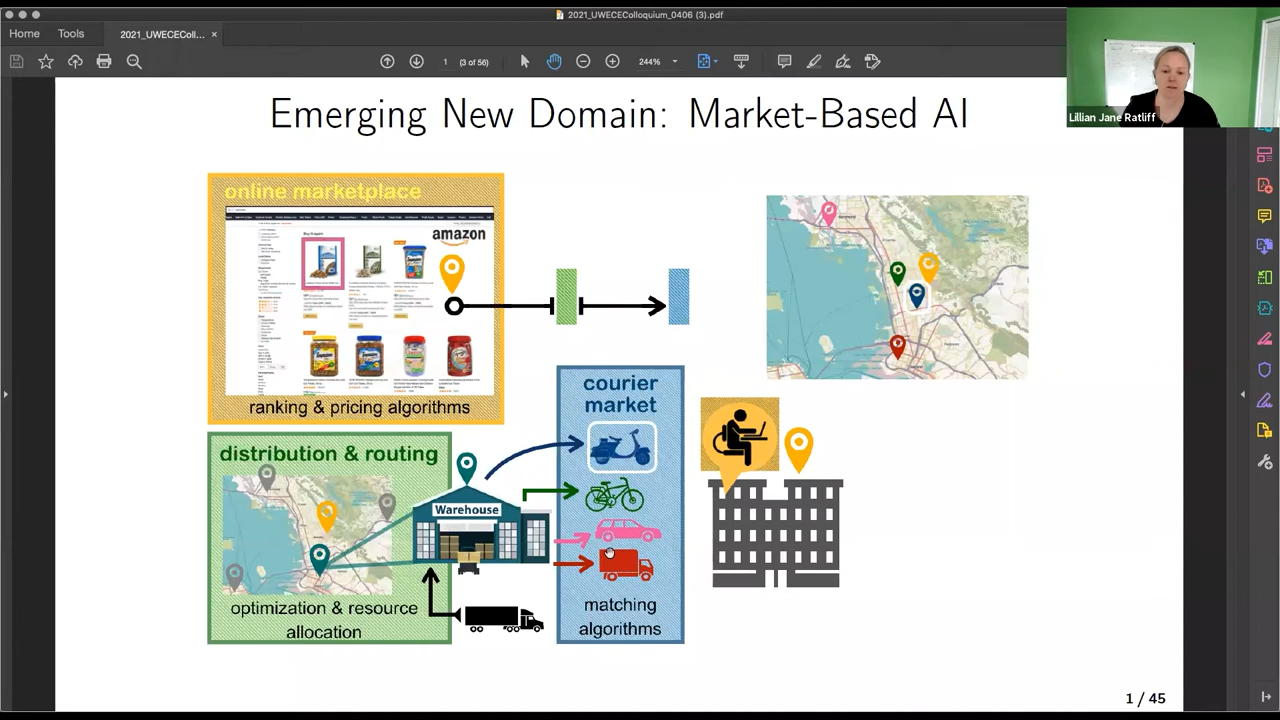 2021_UWECEColloquium_0406 (3).pdf
Home
Tools
2021_UWECEColl...
1
(3 of 56)
244%
Lillian Jane Ratliff
Emerging New Domain: Market-Based AI
online marketplace
amazon
ranking & pricing algorithms
distribution & routing
Warehouse
optimization & resource
allocation
courier
market
matching
algorithms
1 / 45